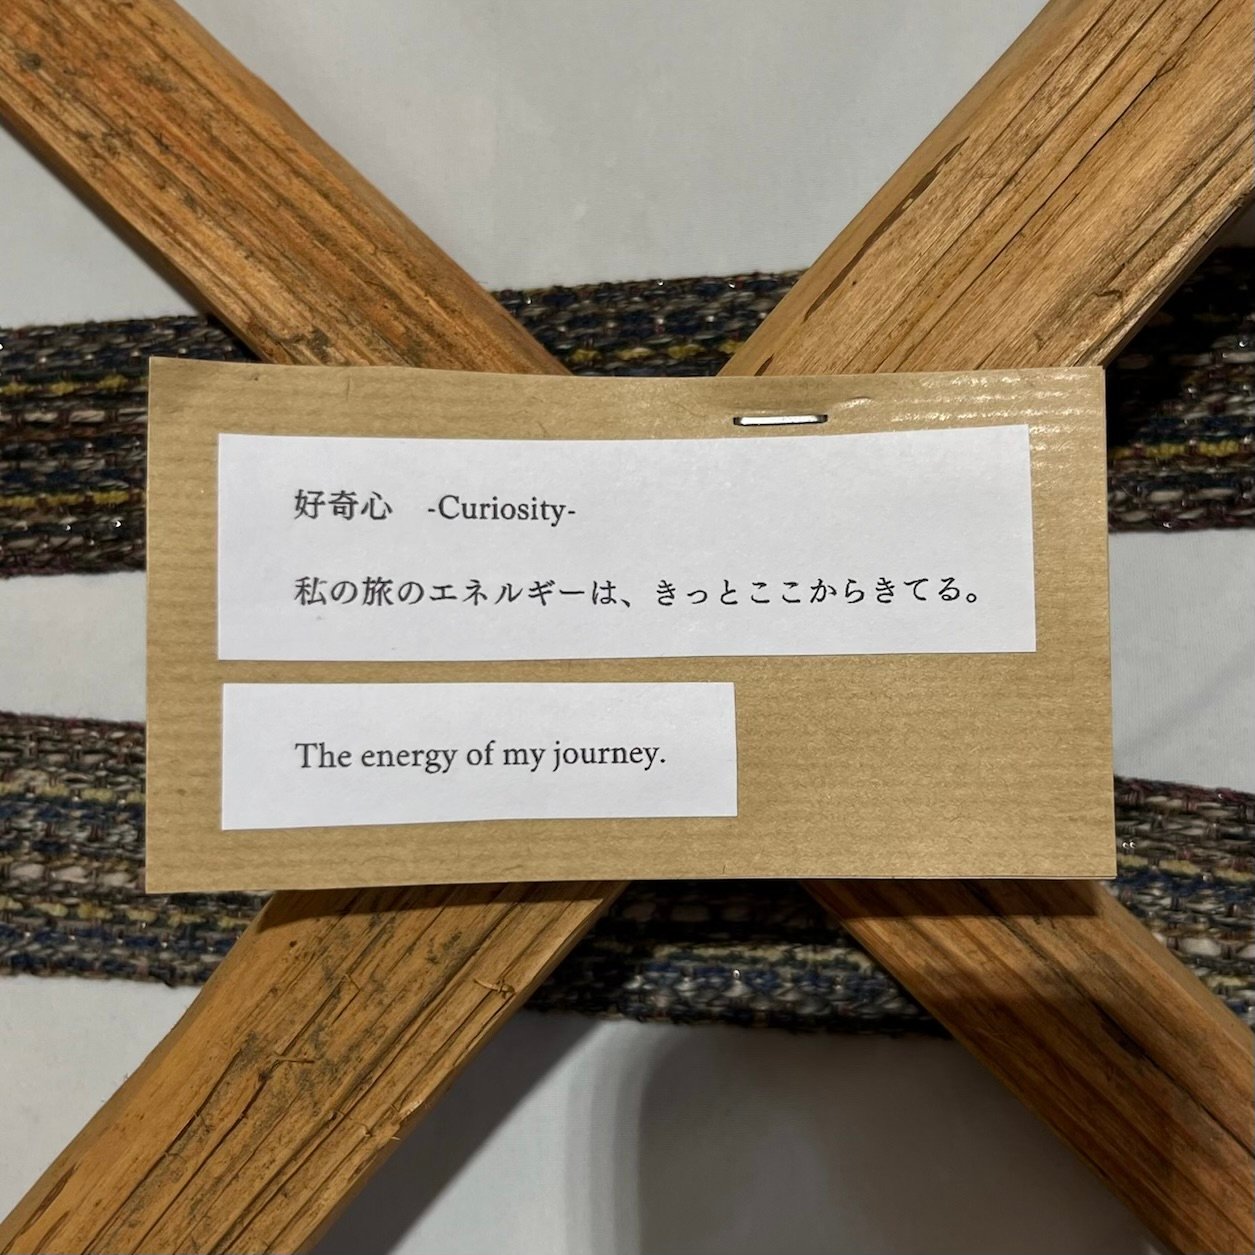 好奇心　-Curiosity-
私の旅のエネルギーは、きっとここからきてる。
The energy of my journey.